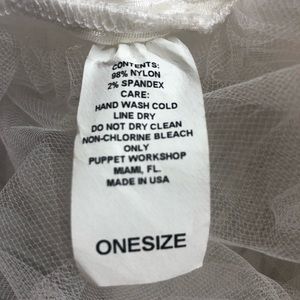 CONTENTS:
98% NYLON
2% SPANDEX
CARE:
HAND WASH COLD
LINE DRY
DO NOT DRY CLEAN
NON-CHLORINE BLEACH
ONLY
PUPPET WORKSHOP
MIAMI, FL.
MADE IN USA
ONESIZE